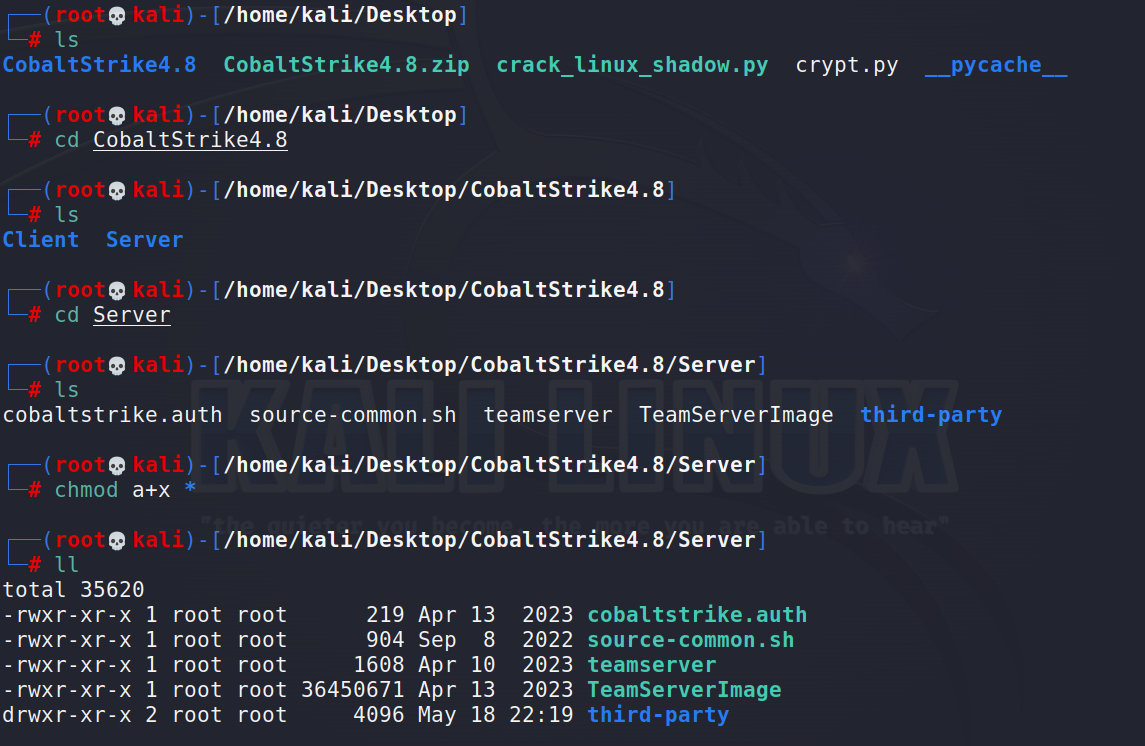 (root💀kali)-[/home/kali/Desktop]
# ls
CobaltStrike4.8  CobaltStrike4.8.zip  crack_linux_shadow.py  crypt.py  __pycache__
(root💀kali)-[/home/kali/Desktop]
# cd CobaltStrike4.8
(root💀kali)-[/home/kali/Desktop/CobaltStrike4.8]
# ls
Client  Server
(root💀kali)-[/home/kali/Desktop/CobaltStrike4.8]
# cd Server
(root💀kali)-[/home/kali/Desktop/CobaltStrike4.8/Server]
# ls
cobaltstrike.auth  source-common.sh  teamserver  TeamServerImage  third-party
KALI LINUX
(root💀kali)-[/home/kali/Desktop/CobaltStrike4.8/Server]
# chmod a+x *
"the quieter you become, the more you are able to hear"
(root💀kali)-[/home/kali/Desktop/CobaltStrike4.8/Server]
# ll
total 35620
-rwxr-xr-x 1 root root      219 Apr 13  2023 cobaltstrike.auth
-rwxr-xr-x 1 root root      904 Sep  8  2022 source-common.sh
-rwxr-xr-x 1 root root     1608 Apr 10  2023 teamserver
-rwxr-xr-x 1 root root 36450671 Apr 13  2023 TeamServerImage
drwxr-xr-x 2 root root     4096 May 18 22:19 third-party